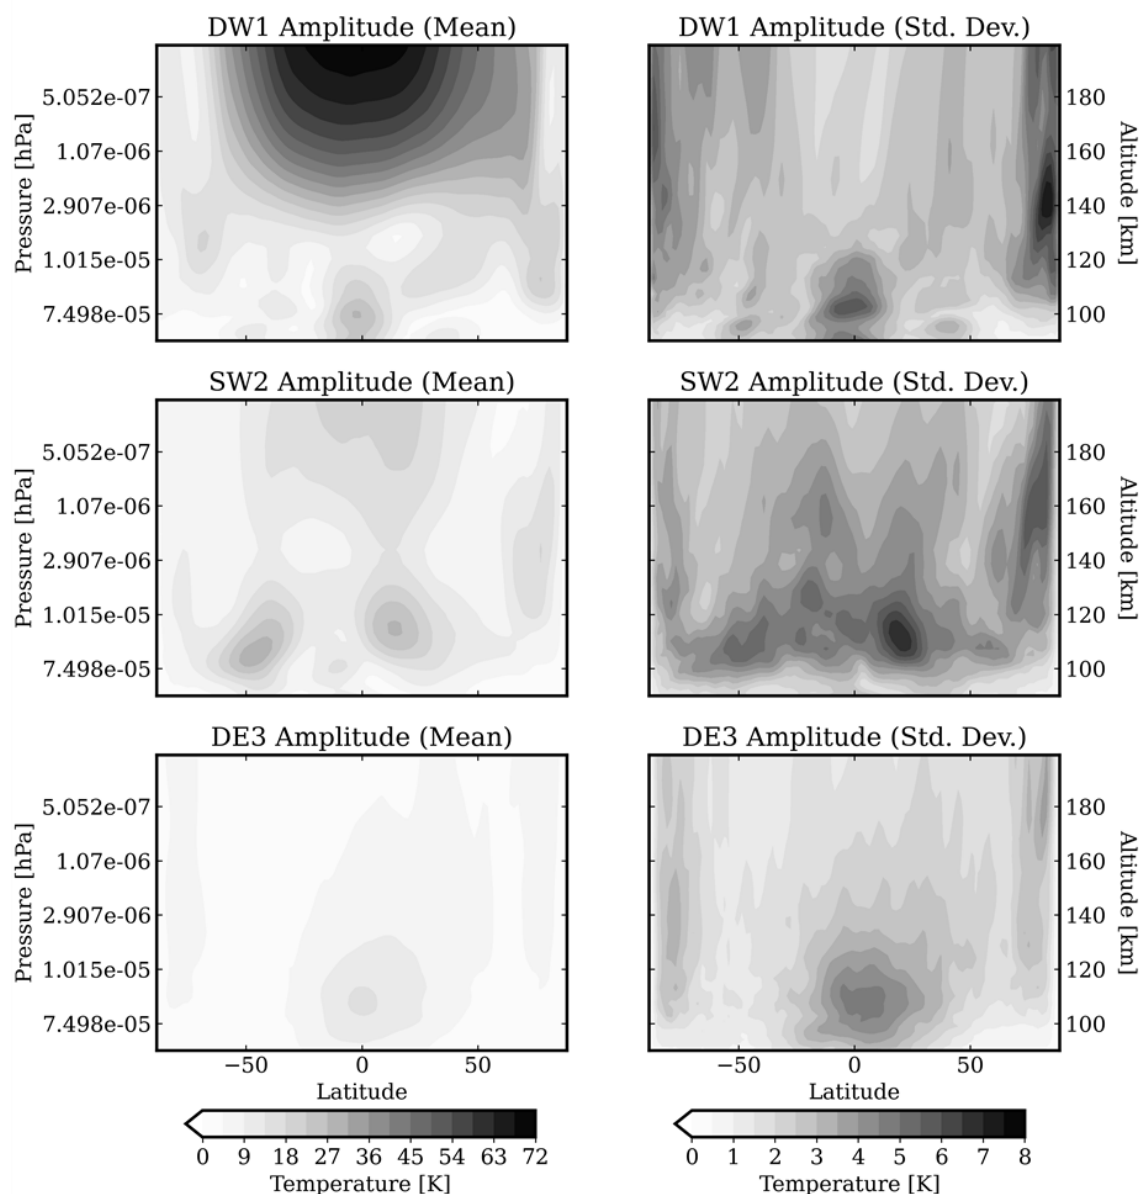 DW1 Amplitude (Mean)
DW1 Amplitude (Std. Dev.)
Pressure [hPa]
5.052e-07
1.07e-06
2.907e-06
1.015e-05
7.498e-05
180
160
140
120
100
Altitude [km]
SW2 Amplitude (Mean)
SW2 Amplitude (Std. Dev.)
Pressure [hPa]
5.052e-07
1.07e-06
2.907e-06
1.015e-05
7.498e-05
180
160
140
120
100
Altitude [km]
DE3 Amplitude (Mean)
DE3 Amplitude (Std. Dev.)
Pressure [hPa]
5.052e-07
1.07e-06
2.907e-06
1.015e-05
7.498e-05
180
160
140
120
100
Altitude [km]
−50 0 50
Latitude
−50 0 50
Latitude
0 9 18 27 36 45 54 63 72
Temperature [K]
0 1 2 3 4 5 6 7 8
Temperature [K]